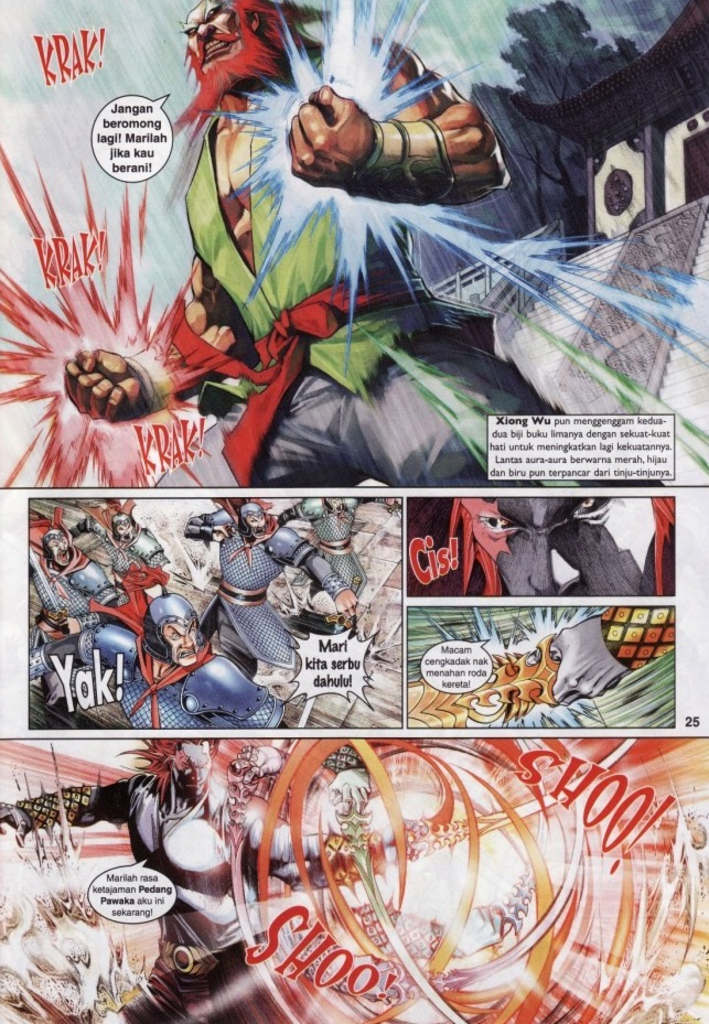 KRAK!
Jangan
beromong
lagi! Marilah
jika kau
berani!
KRAK!
KRAK!
Xiong Wu pun menggenggam kedua-
dua biji buku limanya dengan sekuat-kuat
hati untuk meningkatkan lagi kekuatannya.
Lantas aura-aura berwarna merah, hijau
dan biru pun terpancar dari tinju-tinjunya.
Yak!
Mari
kita serbu
dahulu!
Cis!
Macam
cengkadak nak
menahan roda
kereta!
25
SHOO!
Marilah rasa
ketajaman Pedang
Pawaka aku ini
sekarang!
SHOO!